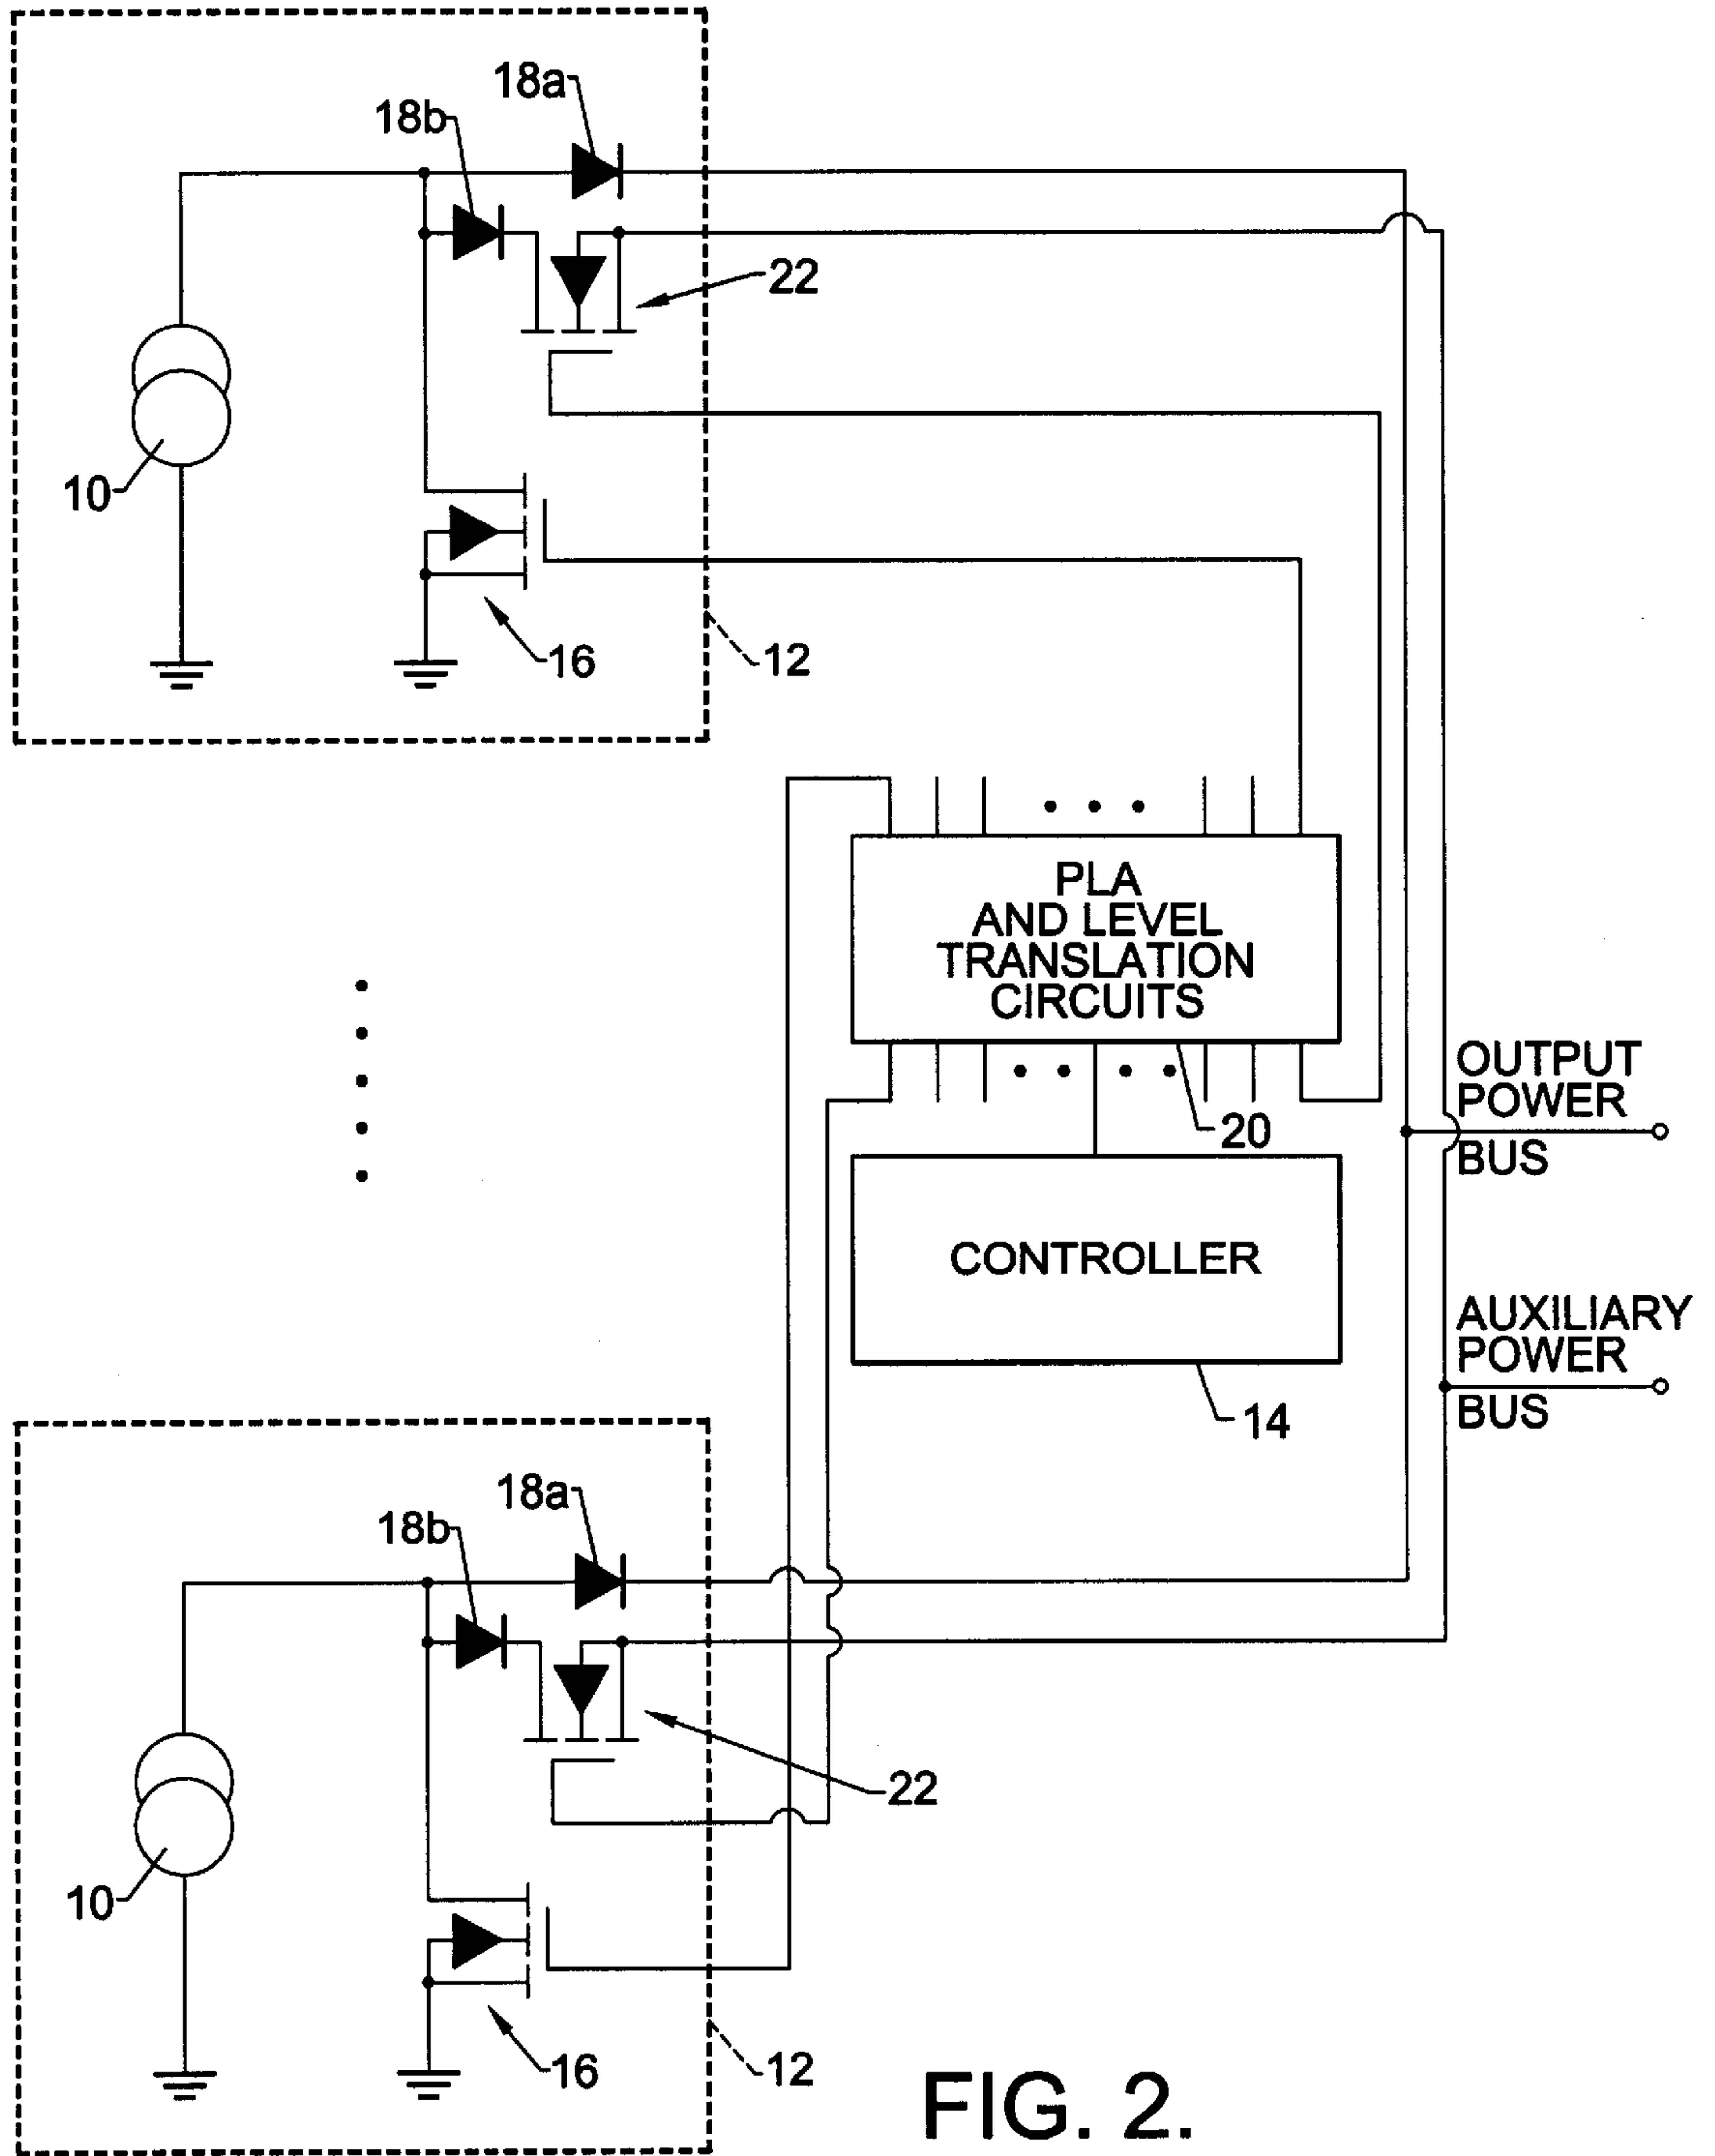 18a
18b
22
10
16
12
PLA
AND LEVEL
TRANSLATION
CIRCUITS
20
OUTPUT
POWER
BUS
CONTROLLER
14
AUXILIARY
POWER
BUS
18a
18b
22
10
16
12
FIG. 2.